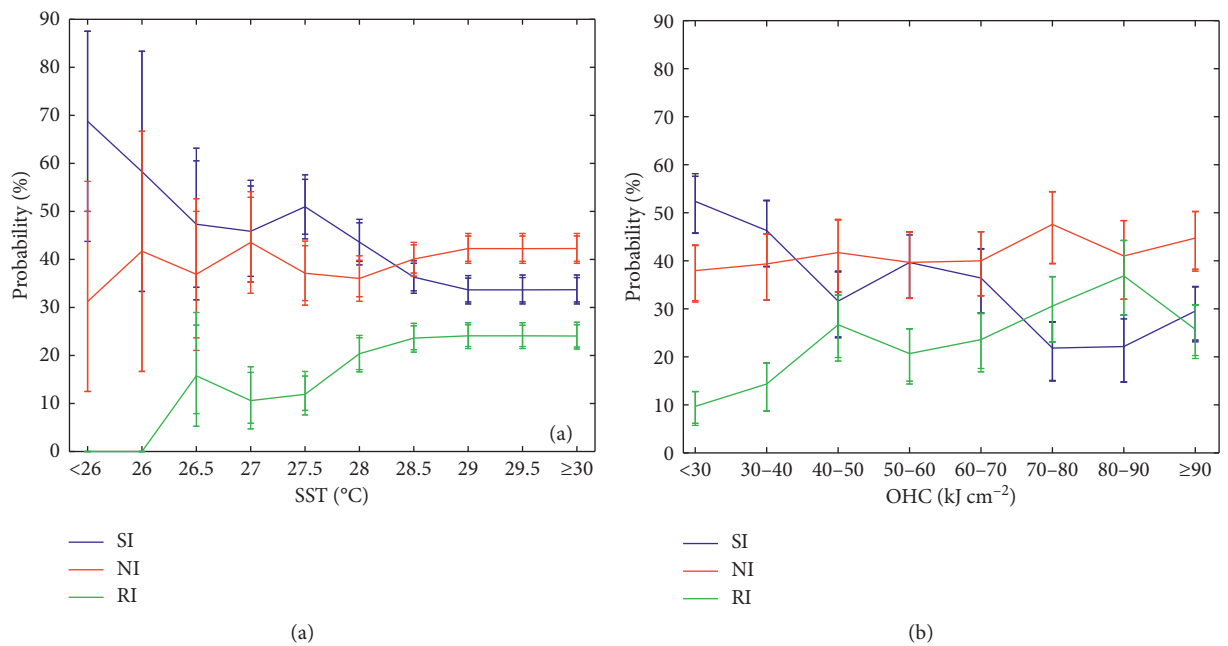 90
80
70
60
50
40
30
20
10
0
Probability (%)
<26 26 26.5 27 27.5 28 28.5 29 29.5 ≥30
SST (°C)
(a)
SI
NI
RI
(a)
90
80
70
60
50
40
30
20
10
0
Probability (%)
<30 30–40 40–50 50–60 60–70 70–80 80–90 ≥90
OHC (kJ cm⁻²)
SI
NI
RI
(b)